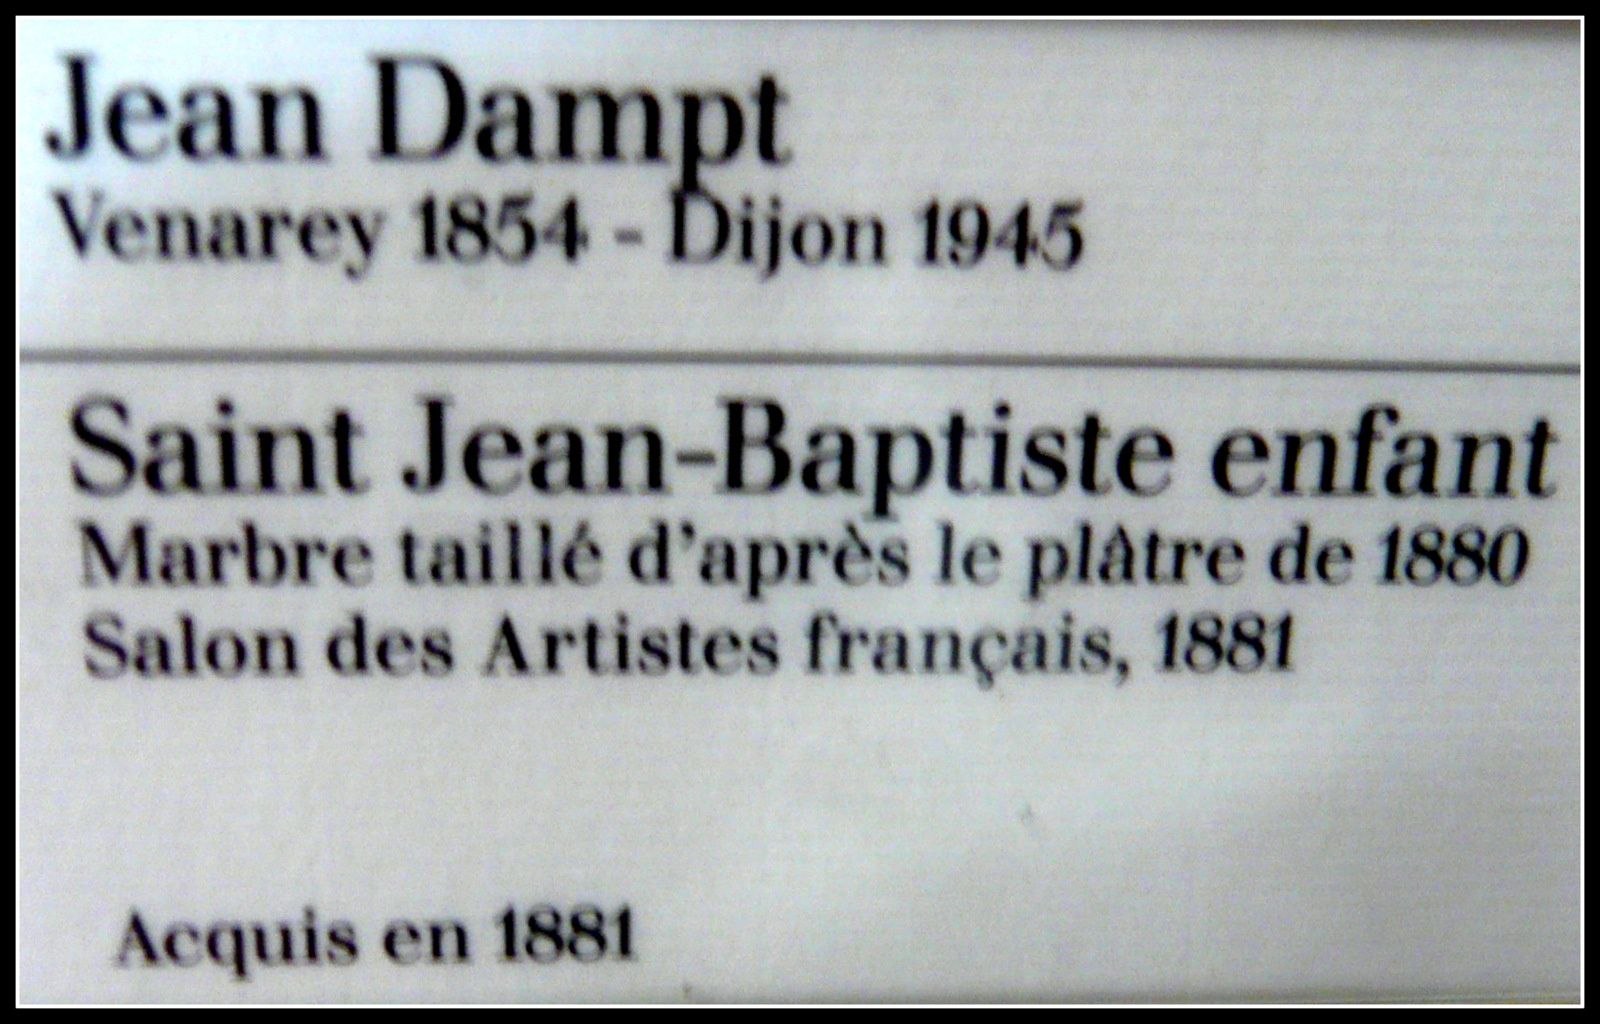 Jean Dampt
Venarey 1854 - Dijon 1945
Saint Jean-Baptiste enfant
Marbre taillé d'après le plâtre de 1880
Salon des Artistes français, 1881
Acquis en 1881